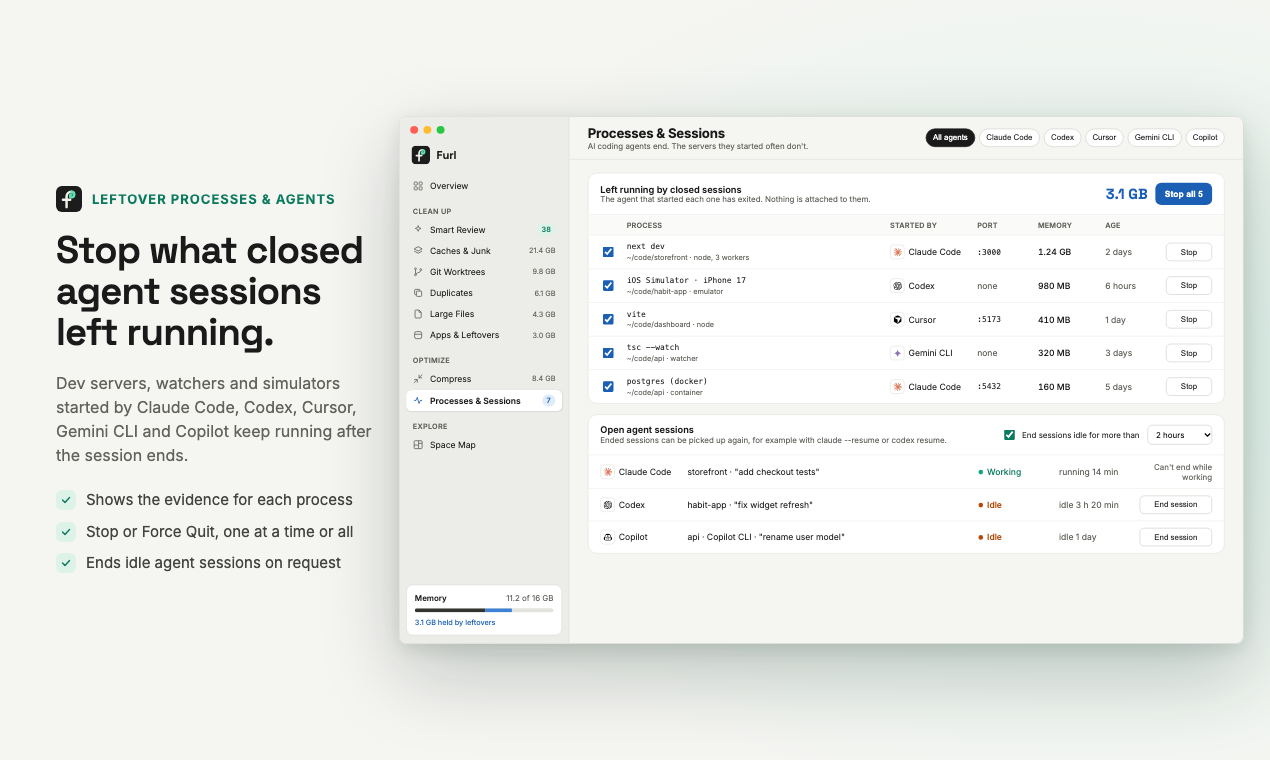 LEFTOVER PROCESSES & AGENTS
Stop what closed
agent sessions
left running.
Dev servers, watchers and simulators
started by Claude Code, Codex, Cursor,
Gemini CLI and Copilot keep running after
the session ends.
Shows the evidence for each process
Stop or Force Quit, one at a time or all
Ends idle agent sessions on request
Furl
Overview
CLEAN UP
Smart Review 38
Caches & Junk 21.4 GB
Git Worktrees 9.8 GB
Duplicates 6.1 GB
Large Files 4.3 GB
Apps & Leftovers 3.0 GB
OPTIMIZE
Compress 8.4 GB
Processes & Sessions 7
EXPLORE
Space Map
Memory 11.2 of 16 GB
3.1 GB held by leftovers
Processes & Sessions
AI coding agents end. The servers they started often don't.
All agents Claude Code Codex Cursor Gemini CLI Copilot
Left running by closed sessions
The agent that started each one has exited. Nothing is attached to them.
3.1 GB Stop all 5
PROCESS STARTED BY PORT MEMORY AGE
next dev
~/code/storefront · node, 3 workers
Claude Code :3000 1.24 GB 2 days Stop
iOS Simulator · iPhone 17
~/code/habit-app · emulator
Codex none 980 MB 6 hours Stop
vite
~/code/dashboard · node
Cursor :5173 410 MB 1 day Stop
tsc --watch
~/code/api · watcher
Gemini CLI none 320 MB 3 days Stop
postgres (docker)
~/code/api · container
Claude Code :5432 160 MB 5 days Stop
Open agent sessions
Ended sessions can be picked up again, for example with claude --resume or codex resume.
End sessions idle for more than 2 hours
Claude Code storefront · "add checkout tests" Working running 14 min Can't end while
working
Codex habit-app · "fix widget refresh" Idle idle 3 h 20 min End session
Copilot api · Copilot CLI · "rename user model" Idle idle 1 day End session